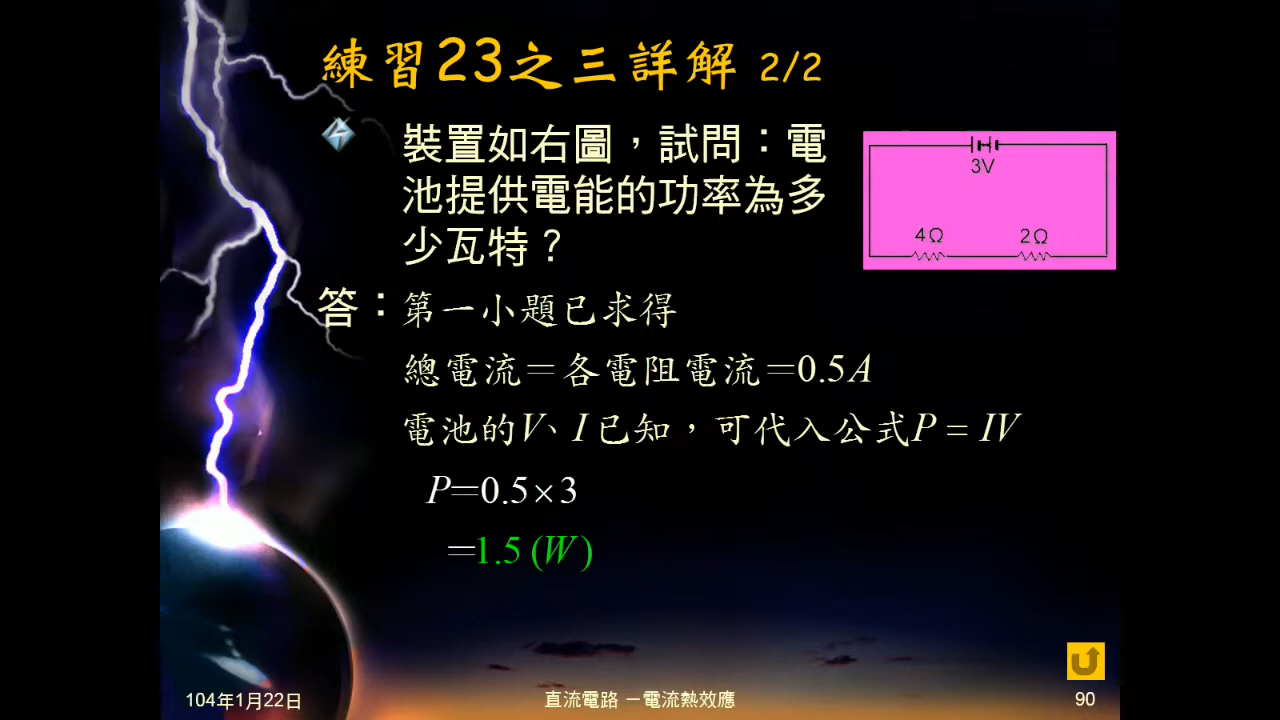 練習23之三詳解 2/2
裝置如右圖，試問：電
池提供電能的功率為多
少瓦特？
3V
4Ω 2Ω
答：第一小題已求得
總電流＝各電阻電流＝0.5A
電池的V、I已知，可代入公式P = IV
P＝0.5×3
＝1.5 (W)
104年1月22日
直流電路 －電流熱效應
90